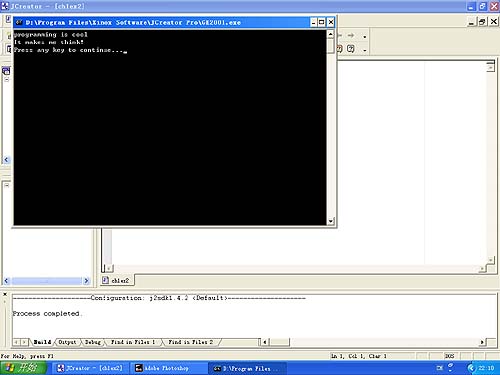 JCreator - [ch1ex2]
D:\Program Files\Xinox Software\JCreator Pro\GE2001.exe
programming is cool
It makes me think!
Press any key to continue..._
ch1ex2
--------------------Configuration: j2sdk1.4.2 <Default>--------------------
Process completed.
Build Output Debug Find in Files 1 Find in Files 2
For Help, press F1
Ln 1, Col 1, Char 1
DOS
开始
JCreator - [ch1ex2]
Adobe Photoshop
D:\Program Files ...
CH
22:10